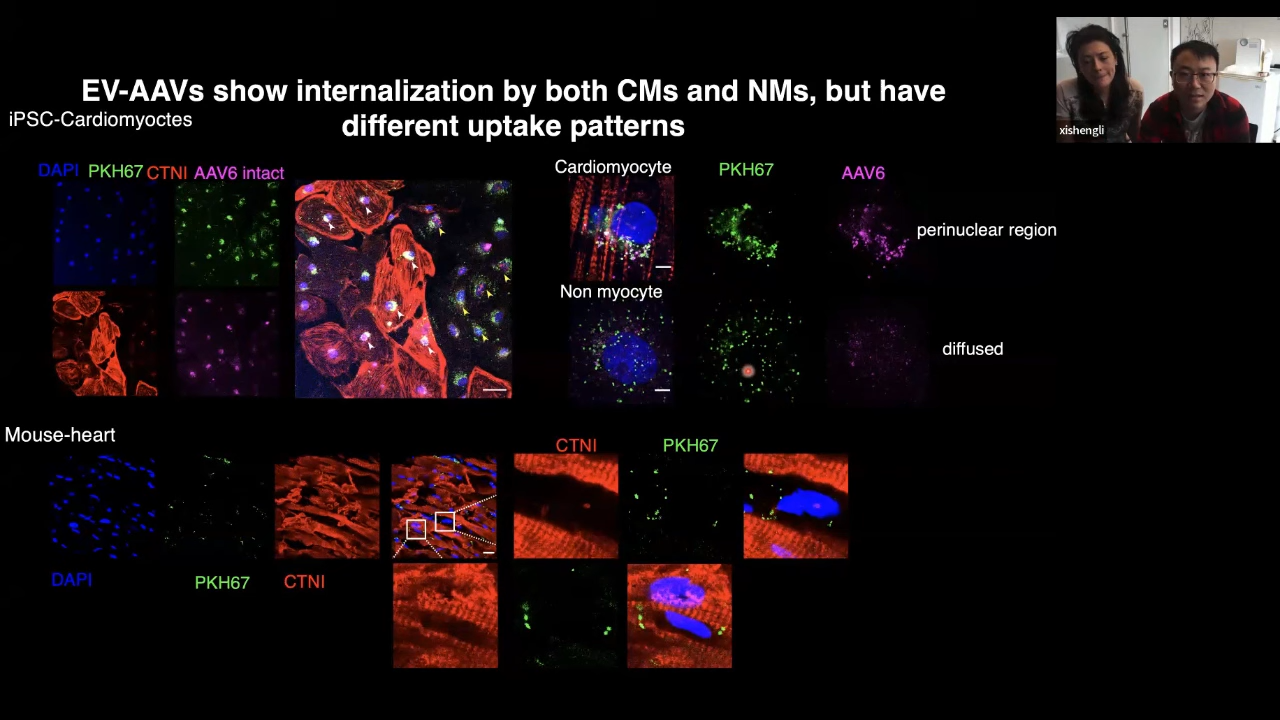 EV-AAVs show internalization by both CMs and NMs, but have
different uptake patterns
iPSC-Cardiomyoctes
xishengli
DAPI PKH67 CTNI AAV6 intact
Cardiomyocyte
PKH67
AAV6
perinuclear region
Non myocyte
diffused
Mouse-heart
CTNI
PKH67
DAPI
PKH67
CTNI